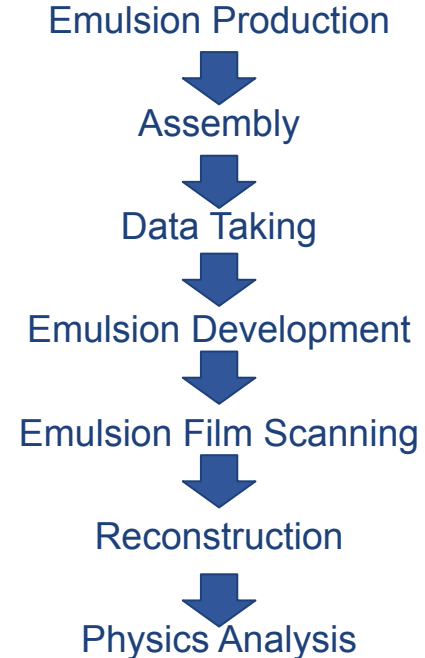 Emulsion Production
Assembly
Data Taking
Emulsion Development
Emulsion Film Scanning
Reconstruction
Physics Analysis